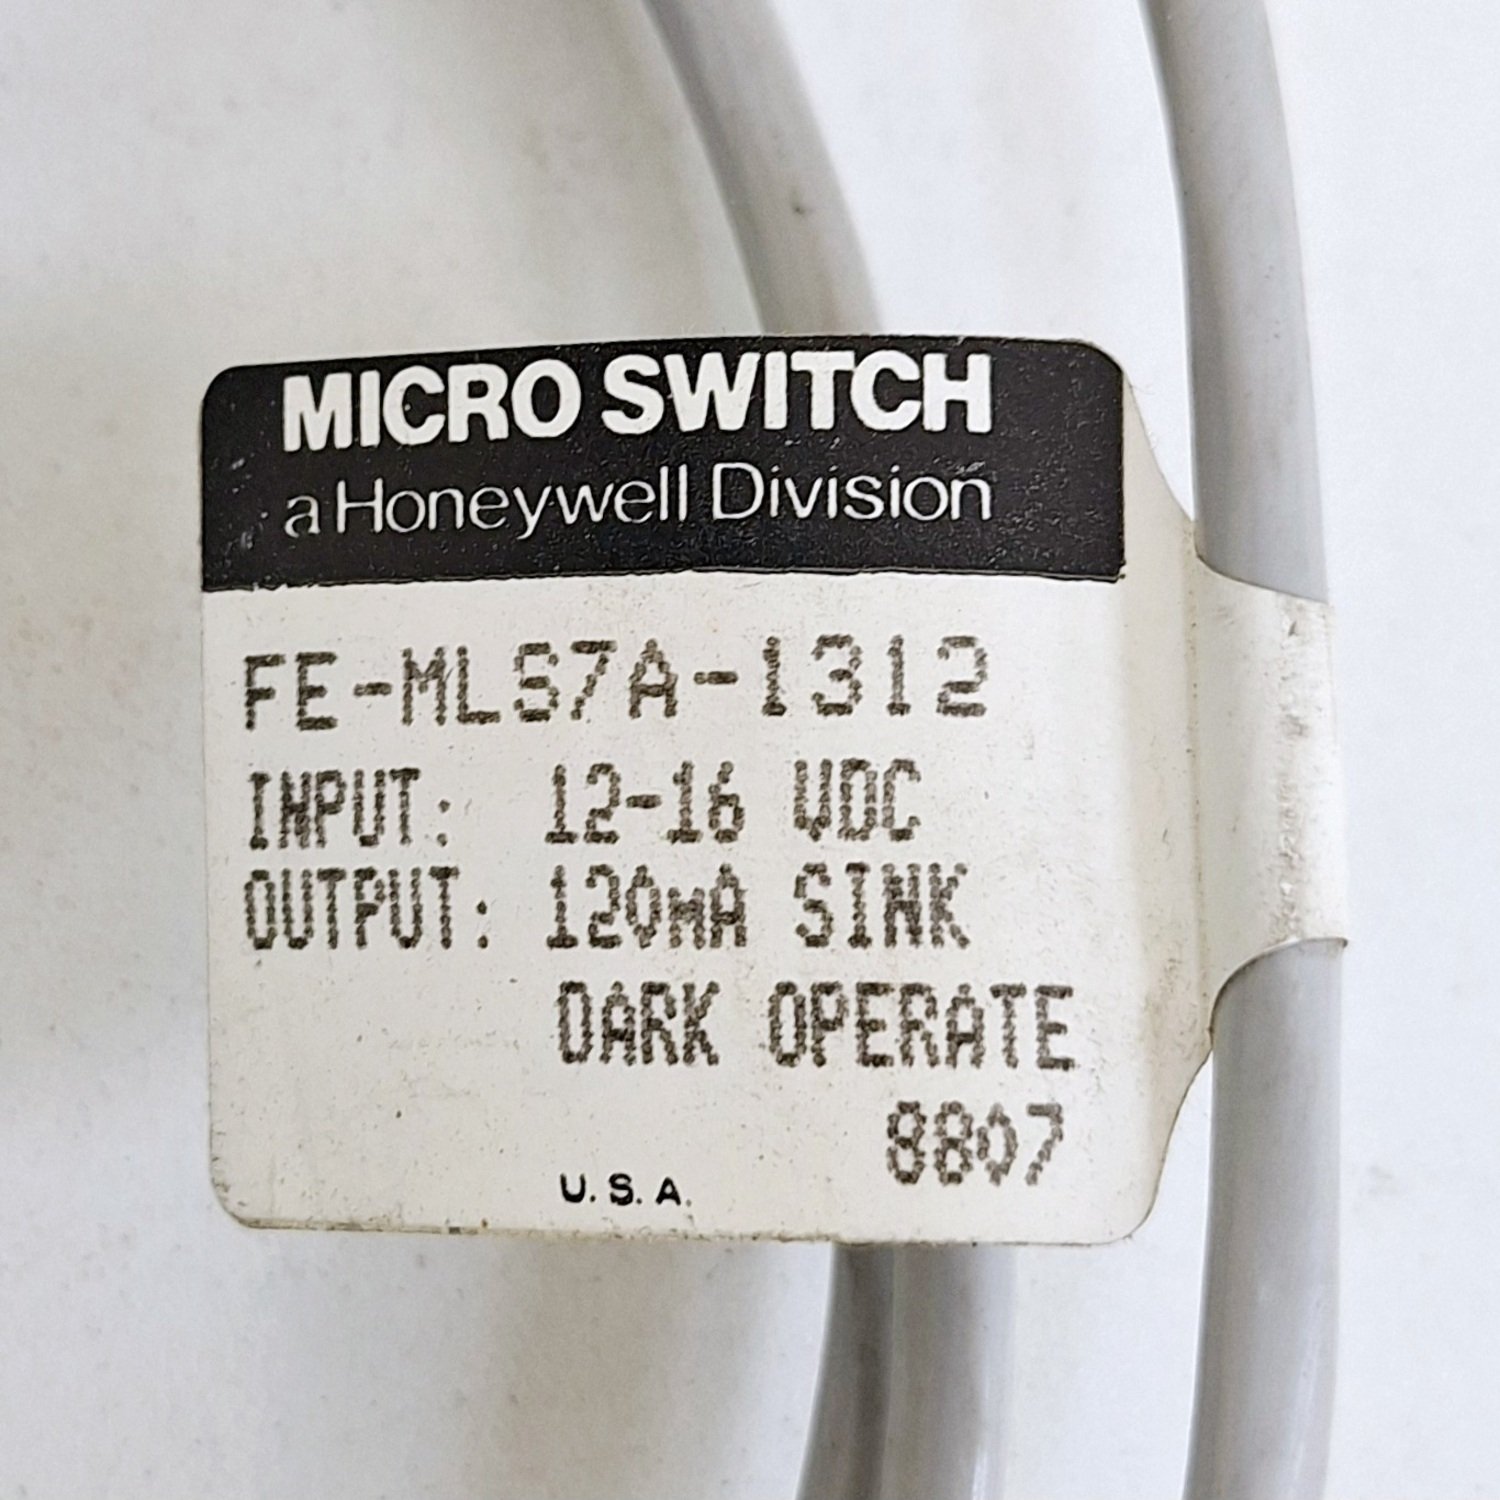 MICRO SWITCH
a Honeywell Division
FE-MLS7A-1312
INPUT: 12-16 VDC
OUTPUT: 120mA SINK
DARK OPERATE
8807
U.S.A.